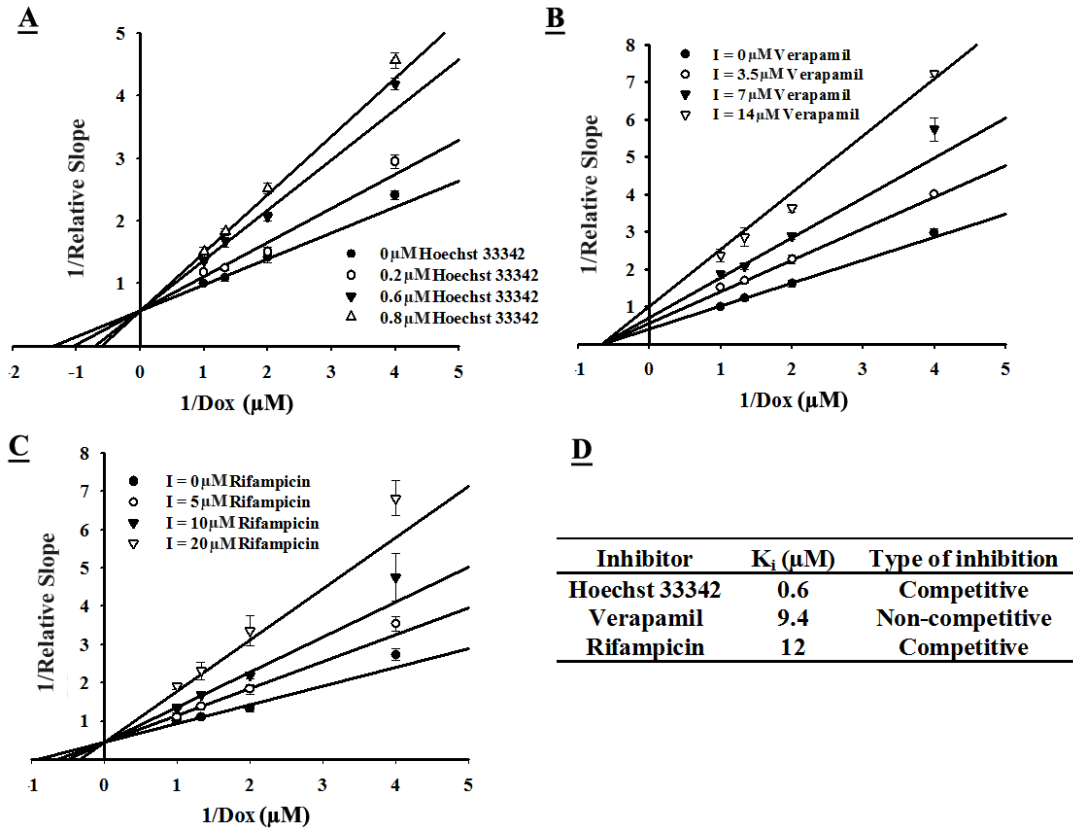 A
1/Relative Slope
5
4
3
2
1
-2 -1 0 1 2 3 4 5
1/Dox (µM)
0 µM Hoechst 33342
0.2 µM Hoechst 33342
0.6 µM Hoechst 33342
0.8 µM Hoechst 33342
B
1/Relative Slope
8
7
6
5
4
3
2
1
-1 0 1 2 3 4 5
1/Dox (µM)
I = 0 µM Verapamil
I = 3.5 µM Verapamil
I = 7 µM Verapamil
I = 14 µM Verapamil
C
1/Relative Slope
8
7
6
5
4
3
2
1
-1 0 1 2 3 4 5
1/Dox (µM)
I = 0 µM Rifampicin
I = 5 µM Rifampicin
I = 10 µM Rifampicin
I = 20 µM Rifampicin
D
Inhibitor Ki (µM) Type of inhibition
Hoechst 33342 0.6 Competitive
Verapamil 9.4 Non-competitive
Rifampicin 12 Competitive